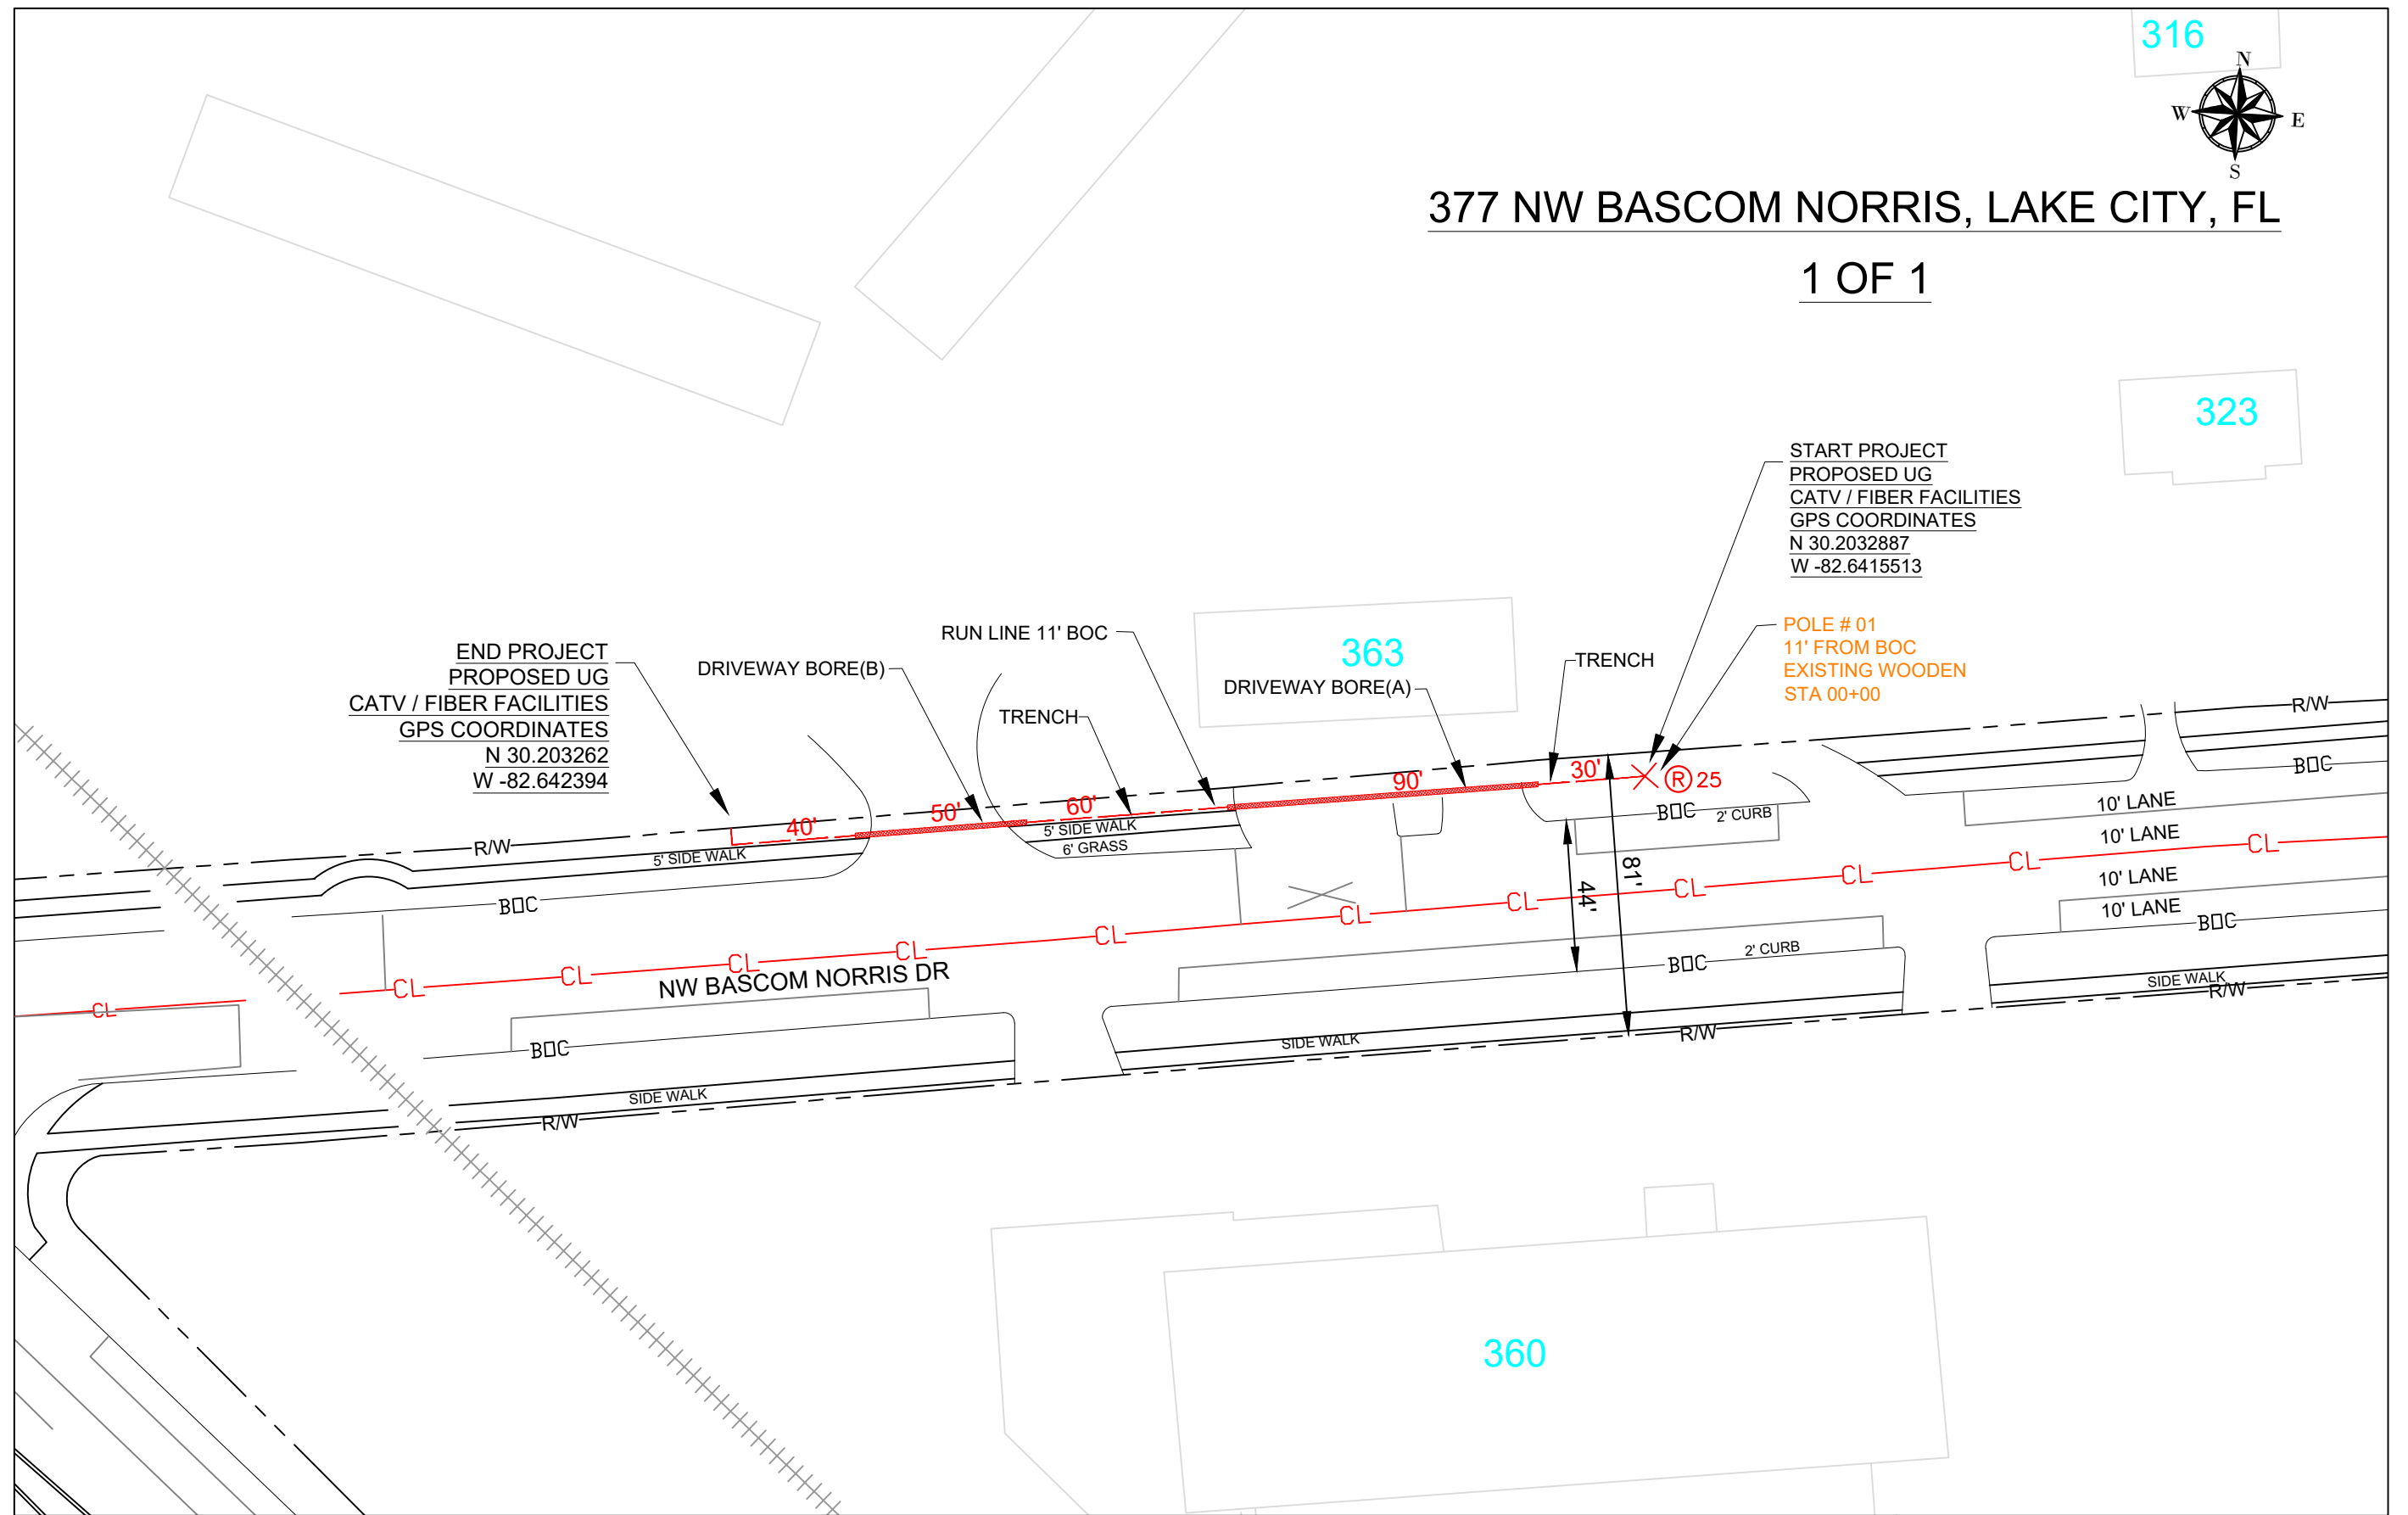 316
N
W
E
S
377 NW BASCOM NORRIS, LAKE CITY, FL
1 OF 1
323
START PROJECT
PROPOSED UG
CATV / FIBER FACILITIES
GPS COORDINATES
N 30.2032887
W -82.6415513
POLE # 01
11' FROM BOC
EXISTING WOODEN
STA 00+00
END PROJECT
PROPOSED UG
CATV / FIBER FACILITIES
GPS COORDINATES
N 30.203262
W -82.642394
DRIVEWAY BORE(B)
RUN LINE 11' BOC
TRENCH
363
DRIVEWAY BORE(A)
TRENCH
40'
50'
60'
90'
30'
R 25
R/W
R/W
5' SIDE WALK
5' SIDE WALK
6' GRASS
BOC
2' CURB
BOC
BOC
10' LANE
10' LANE
10' LANE
10' LANE
81'
44'
CL
CL
CL
CL
CL
CL
CL
CL
CL
CL
CL
CL
NW BASCOM NORRIS DR
BOC
2' CURB
BOC
BOC
SIDE WALK
R/W
SIDE WALK
R/W
SIDE WALK
R/W
360